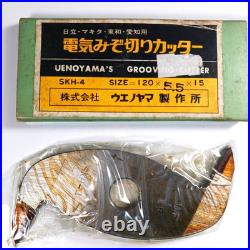 日立・マキタ・東和・愛知用
電気みぞ切りカッター
UENOYAMA'S GROOVING CUTTER
SKH-4 SIZE=120×5.5×15
株式会社 ウエノヤマ 製作所